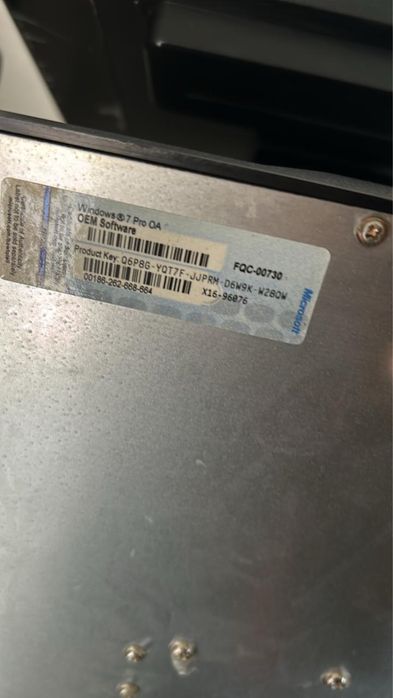 Windows® 7 Pro OA
OEM Software
FQC-00730
Product Key: Q6P8G-YQT7F-JJPRM-D6W9K-W28QW
00186-262-668-664
X16-96076
Microsoft